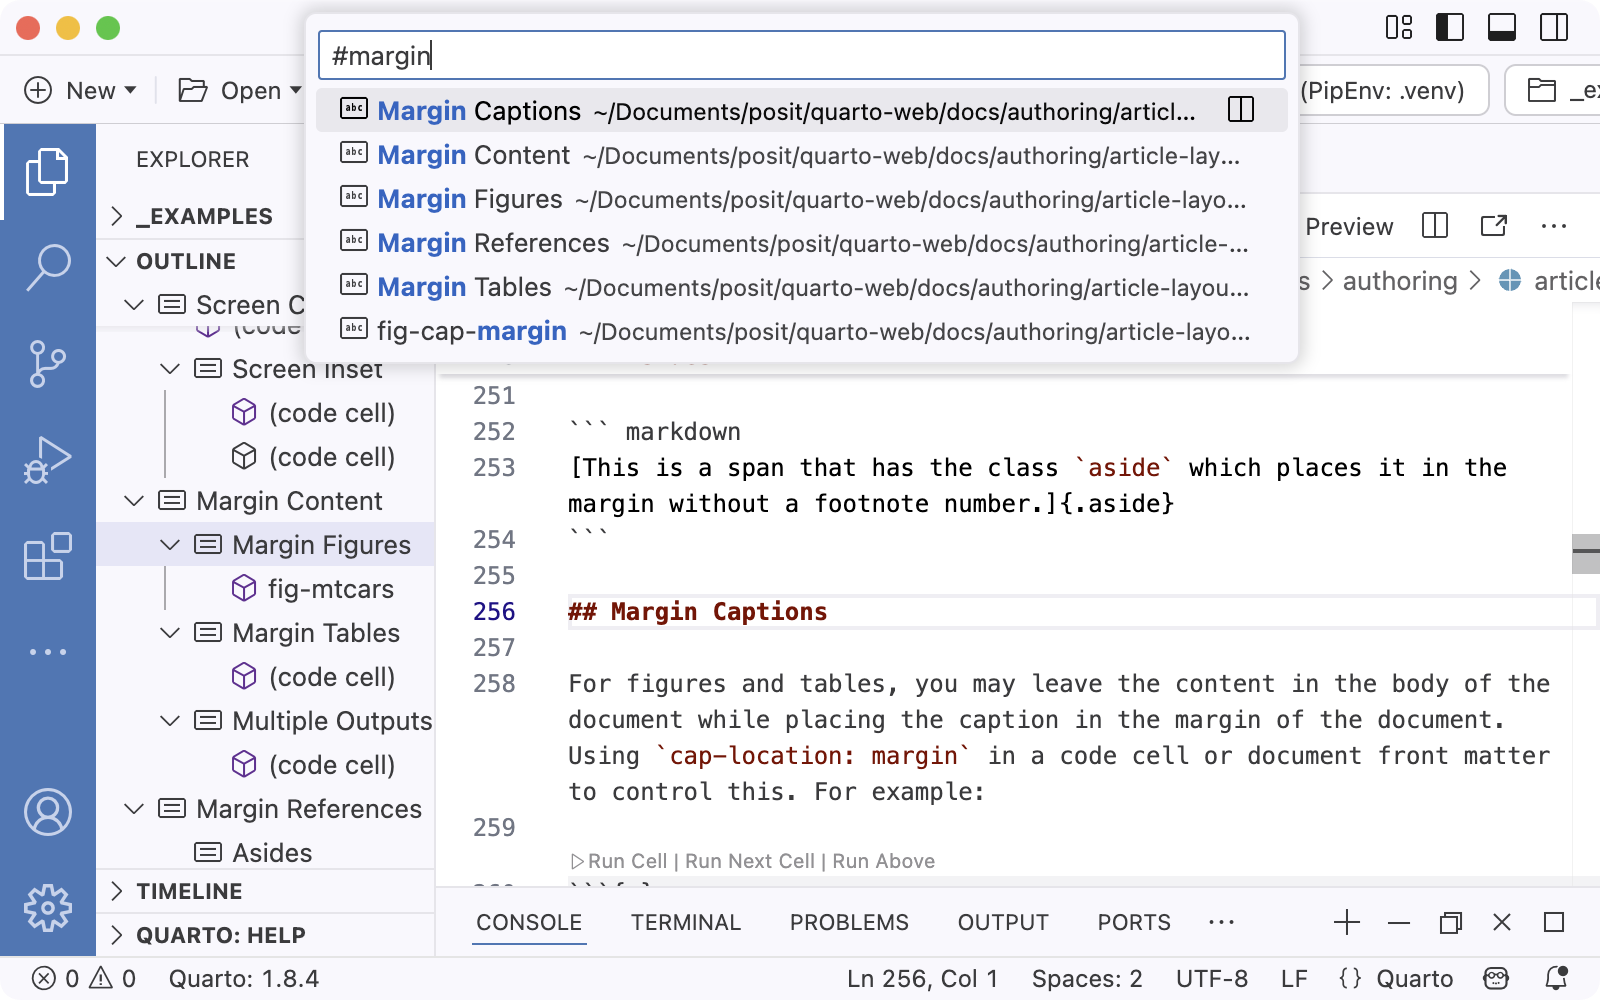 #margin
New
Open
(PipEnv: .venv)
Margin Captions ~/Documents/posit/quarto-web/docs/authoring/articl...
Margin Content ~/Documents/posit/quarto-web/docs/authoring/article-lay...
Margin Figures ~/Documents/posit/quarto-web/docs/authoring/article-layo...
Margin References ~/Documents/posit/quarto-web/docs/authoring/article-...
Margin Tables ~/Documents/posit/quarto-web/docs/authoring/article-layou...
fig-cap-margin ~/Documents/posit/quarto-web/docs/authoring/article-layo...
EXPLORER
_EXAMPLES
OUTLINE
Screen C
(code
Screen Inset
(code cell)
(code cell)
Margin Content
Margin Figures
fig-mtcars
Margin Tables
(code cell)
Multiple Outputs
(code cell)
Margin References
Asides
TIMELINE
QUARTO: HELP
Preview
s > authoring > article
251
252 ``` markdown
253 [This is a span that has the class `aside` which places it in the
margin without a footnote number.]{.aside}
254 ```
255
256 ## Margin Captions
257
258 For figures and tables, you may leave the content in the body of the
document while placing the caption in the margin of the document.
Using `cap-location: margin` in a code cell or document front matter
to control this. For example:
259
Run Cell | Run Next Cell | Run Above
CONSOLE TERMINAL PROBLEMS OUTPUT PORTS
0 0 Quarto: 1.8.4 Ln 256, Col 1 Spaces: 2 UTF-8 LF {} Quarto